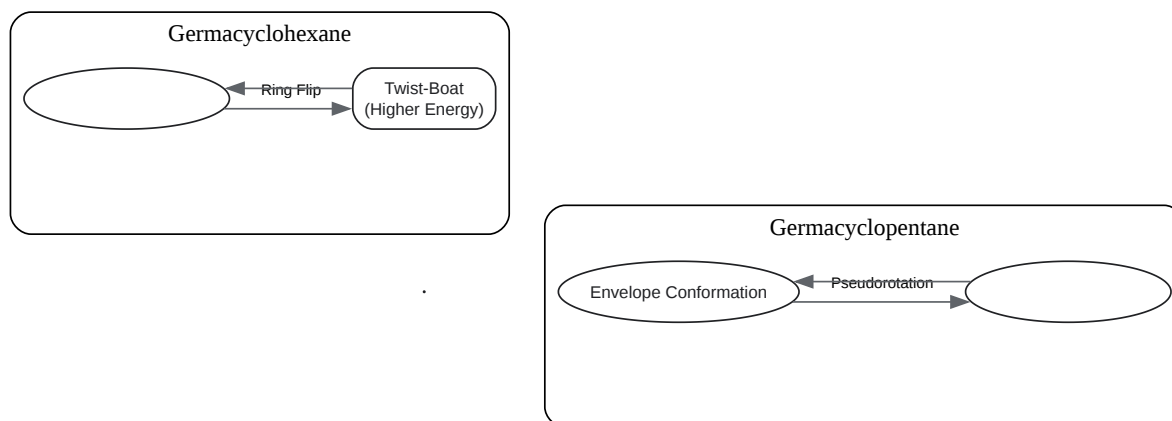 Germacyclohexane
Ring Flip
Twist-Boat
(Higher Energy)
Germacyclopentane
Envelope Conformation
Pseudorotation